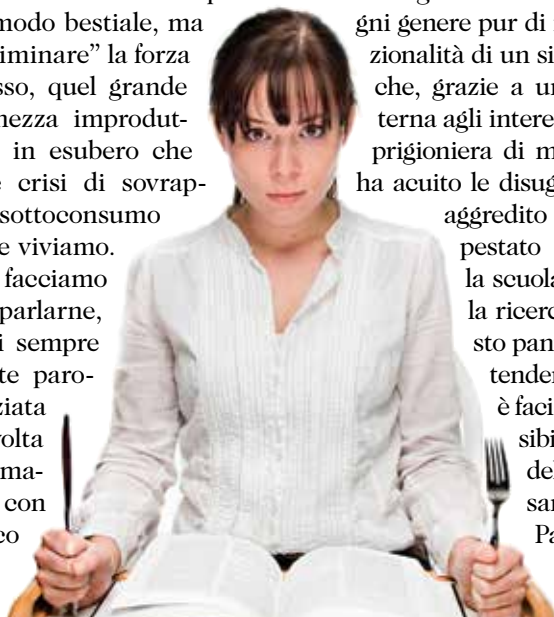 modo bestiale, ma
iminare” la forza
sso, quel grande
nezza improdut-
in esubero che
e crisi di sovrap-
sottoconsumo
e viviamo.
facciamo
parlarne,
i sempre
te paro-
ziata
volta
ma-
con
co
gni genere pur di
zionalità di un si
che, grazie a un
terna agli intere
prigioniera di m
ha acuito le disug
aggredito
pestato
la scuola
la ricerc
sto pan
tender
è faci
sibi
del
sar
Pa